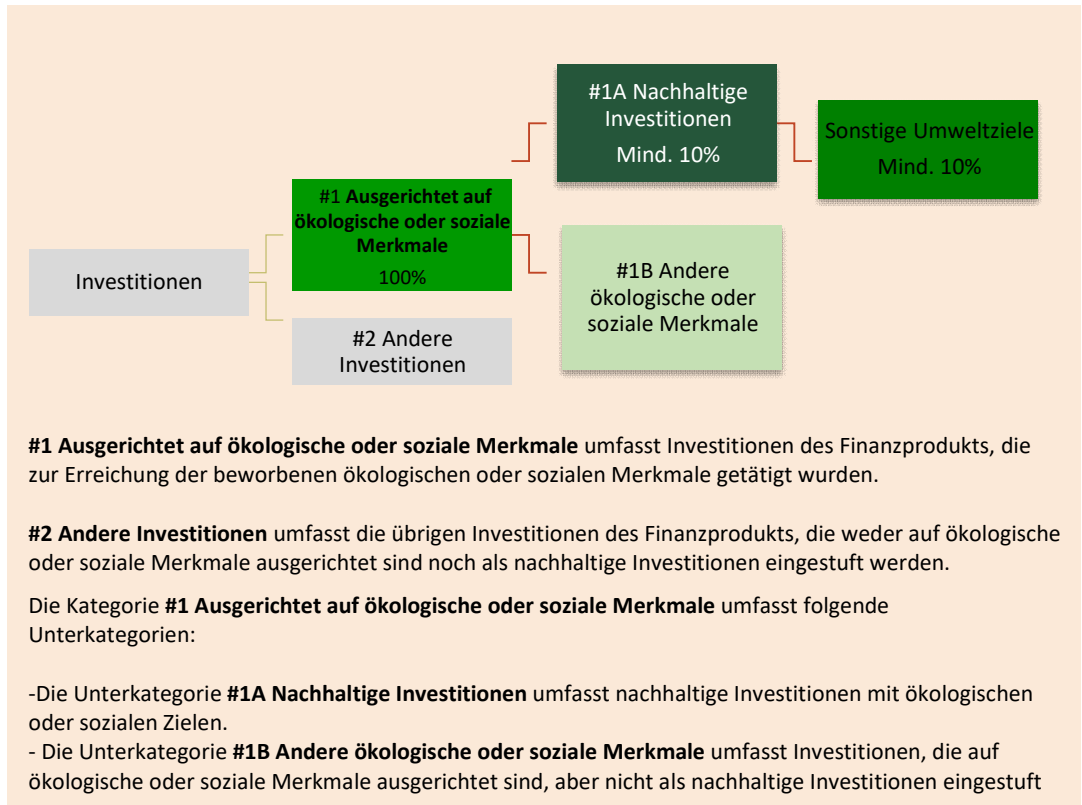 #1A Nachhaltige
Investitionen
Mind. 10%
Sonstige Umweltziele
Mind. 10%
#1 Ausgerichtet auf
ökologische oder soziale
Merkmale
100%
Investitionen
#1B Andere
ökologische oder
soziale Merkmale
#2 Andere
Investitionen
#1 Ausgerichtet auf ökologische oder soziale Merkmale umfasst Investitionen des Finanzprodukts, die
zur Erreichung der beworbenen ökologischen oder sozialen Merkmale getätigt wurden.
#2 Andere Investitionen umfasst die übrigen Investitionen des Finanzprodukts, die weder auf ökologische
oder soziale Merkmale ausgerichtet sind noch als nachhaltige Investitionen eingestuft werden.
Die Kategorie #1 Ausgerichtet auf ökologische oder soziale Merkmale umfasst folgende
Unterkategorien:
-Die Unterkategorie #1A Nachhaltige Investitionen umfasst nachhaltige Investitionen mit ökologischen
oder sozialen Zielen.
- Die Unterkategorie #1B Andere ökologische oder soziale Merkmale umfasst Investitionen, die auf
ökologische oder soziale Merkmale ausgerichtet sind, aber nicht als nachhaltige Investitionen eingestuft